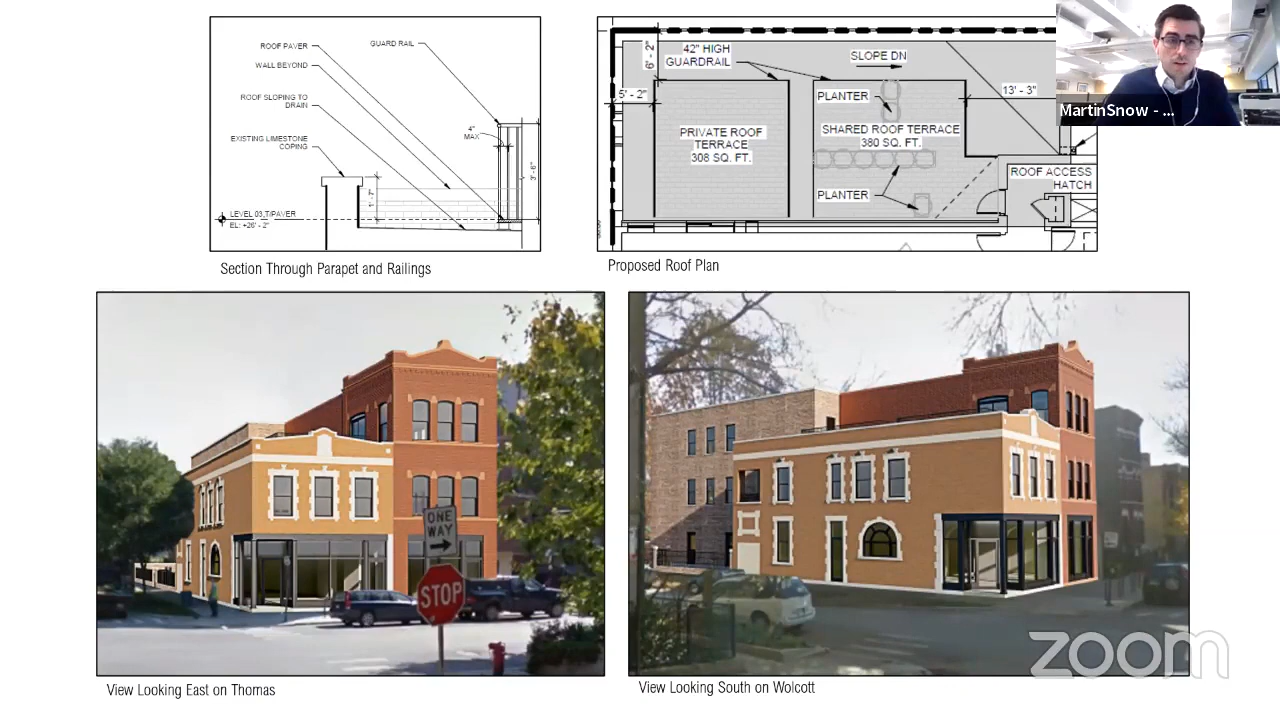 ROOF PAVER
WALL BEYOND
ROOF SLOPING TO
DRAIN
EXISTING LIMESTONE
COPING
GUARD RAIL
4"
MAX
1' - 7"
3' - 6"
LEVEL 03 T/PAVER
EL: +26' - 2"
Section Through Parapet and Railings
6' - 2"
42" HIGH
GUARDRAIL
SLOPE DN
5' - 2"
PLANTER
13' - 3"
PRIVATE ROOF
TERRACE
308 SQ. FT.
SHARED ROOF TERRACE
380 SQ. FT.
PLANTER
ROOF ACCESS
HATCH
Proposed Roof Plan
MartinSnow - ...
ONE
WAY
STOP
View Looking East on Thomas
View Looking South on Wolcott
zoom